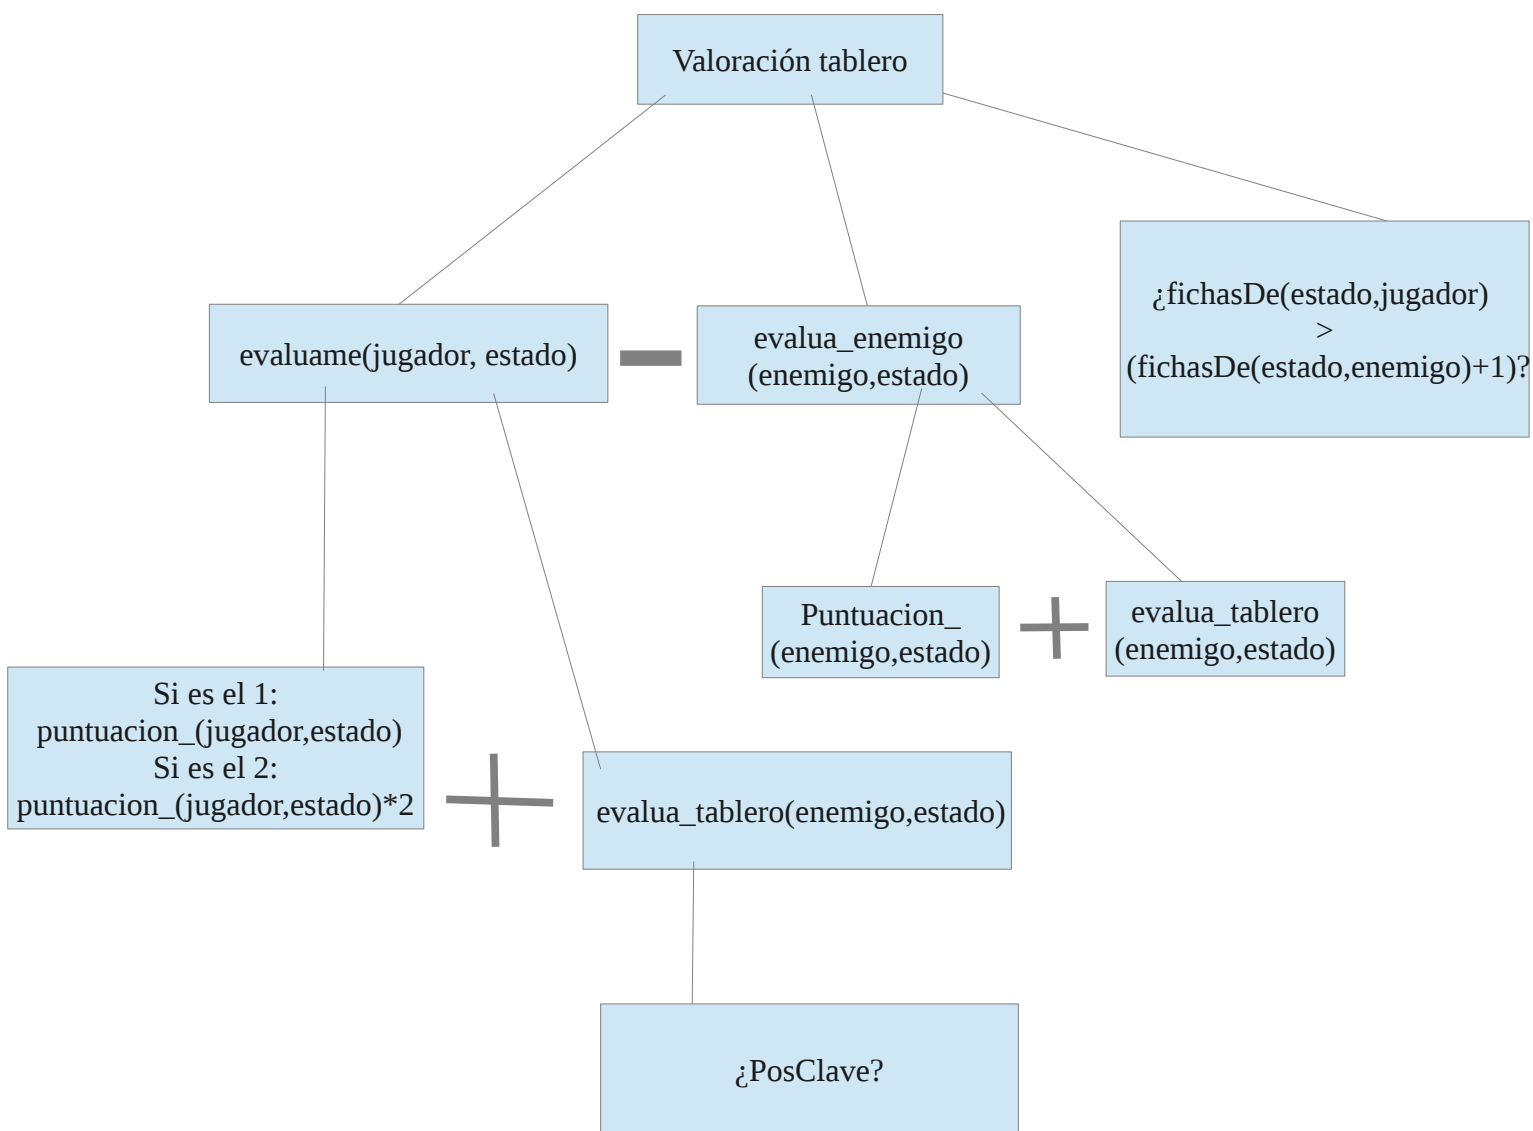 Valoración tablero
evaluame(jugador, estado)
evalua_enemigo
(enemigo,estado)
¿fichasDe(estado,jugador)
>
(fichasDe(estado,enemigo)+1)?
Puntuacion_
(enemigo,estado)
evalua_tablero
(enemigo,estado)
Si es el 1:
puntuacion_(jugador,estado)
Si es el 2:
puntuacion_(jugador,estado)*2
evalua_tablero(enemigo,estado)
¿PosClave?